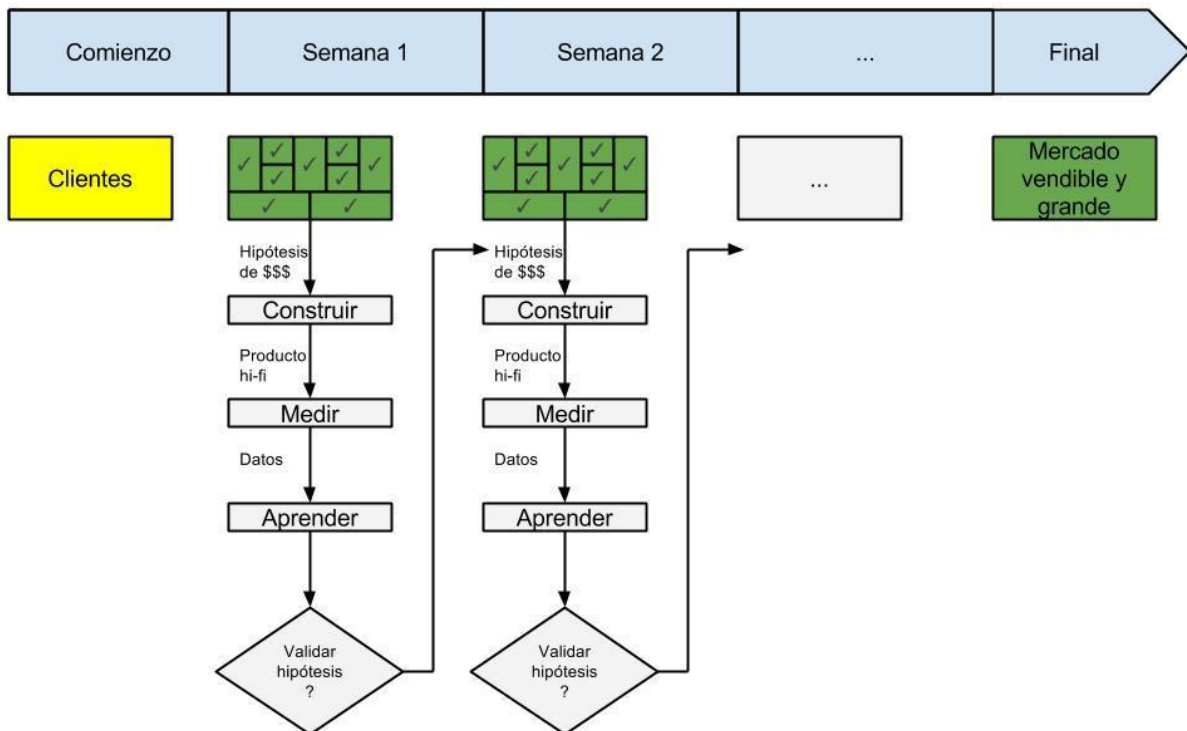 Comienzo
Semana 1
Semana 2
...
Final
Clientes
✓ ✓ ✓ ✓ ✓
✓ ✓
✓ ✓
✓ ✓ ✓ ✓ ✓
✓ ✓
✓ ✓
...
Mercado
vendible y
grande
Hipótesis
de $$$
Construir
Producto
hi-fi
Medir
Datos
Aprender
Validar
hipótesis
?
Hipótesis
de $$$
Construir
Producto
hi-fi
Medir
Datos
Aprender
Validar
hipótesis
?